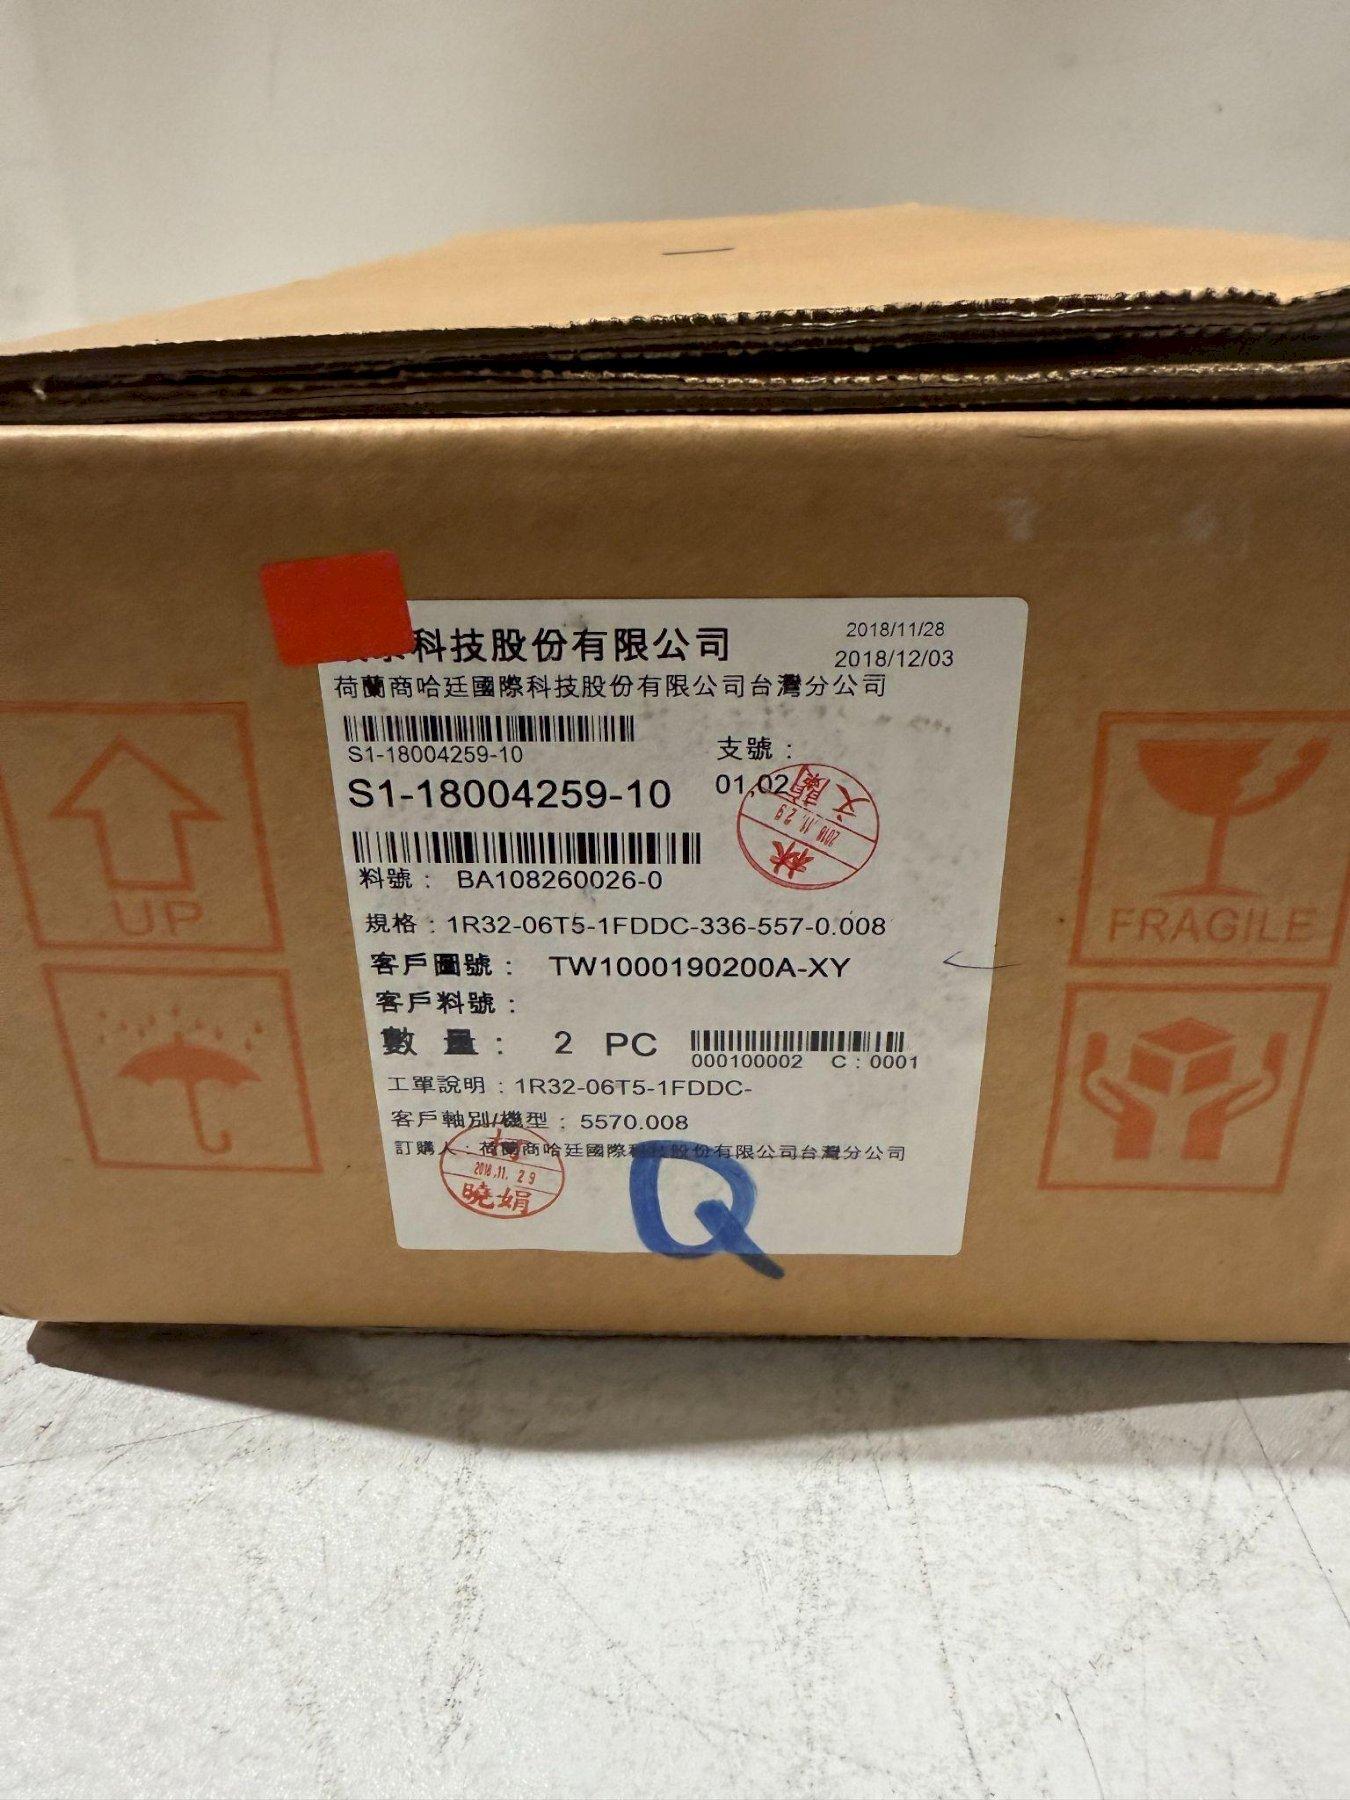 科技股份有限公司
2018/11/28
2018/12/03
荷蘭商哈廷國際科技股份有限公司台灣分公司
S1-18004259-10
支號：
S1-18004259-10
01,02
2018.11.29
料號： BA108260026-0
規格：1R32-06T5-1FDDC-336-557-0.008
客戶圖號： TW1000190200A-XY
客戶料號：
數 量： 2 PC
000100002 C：0001
工單說明：1R32-06T5-1FDDC-
客戶軸別/機型： 5570.008
訂購人：荷蘭商哈廷國際科技股份有限公司台灣分公司
2018.11.29
曉娟
Q
UP
FRAGILE